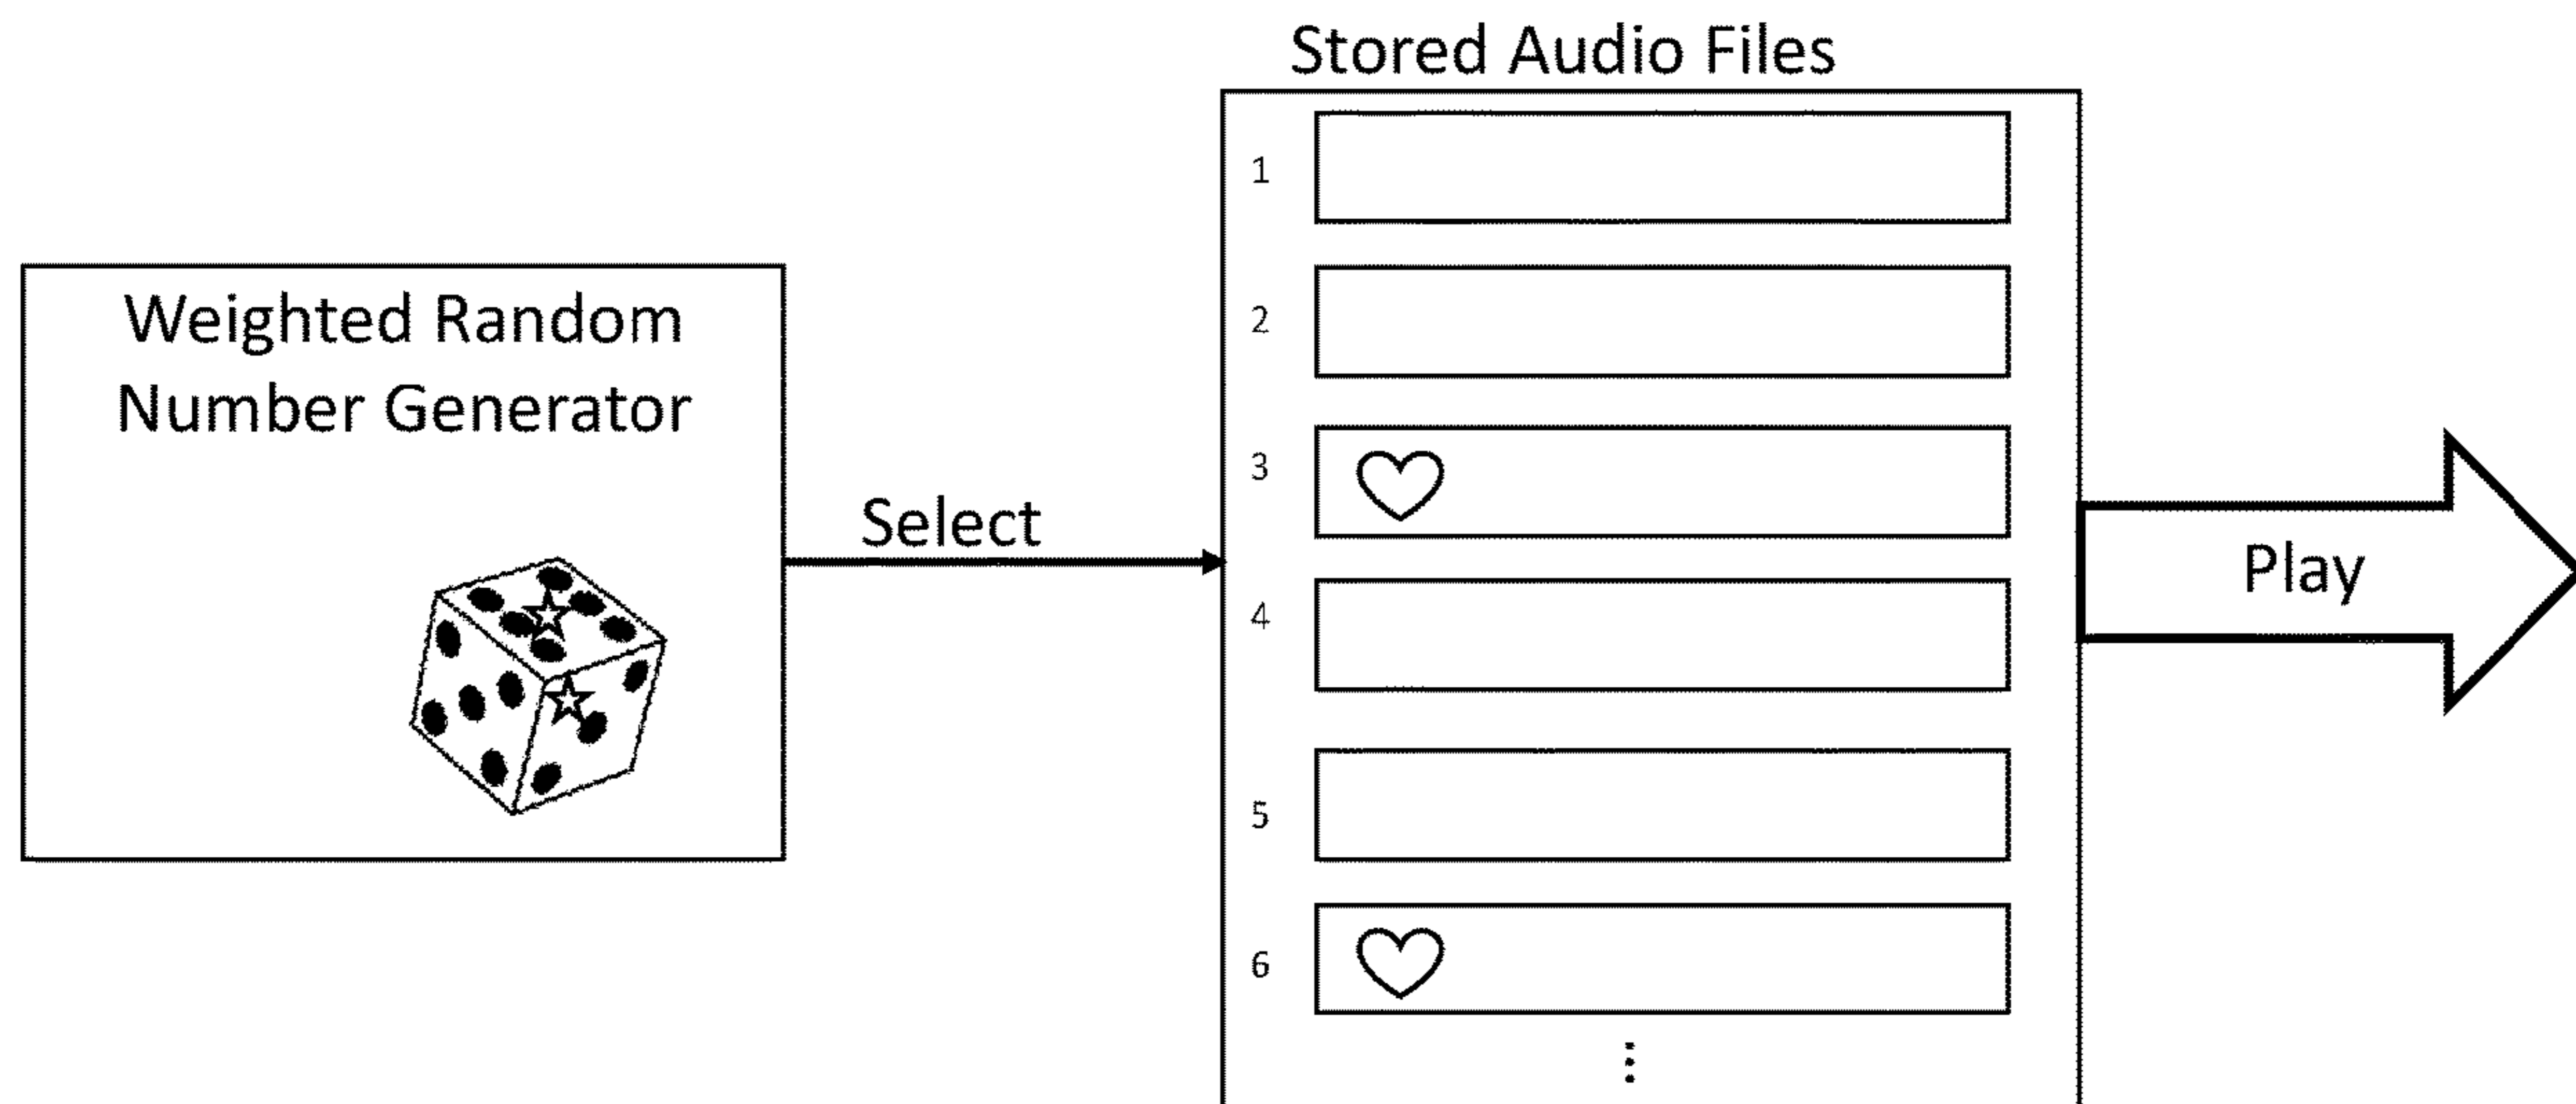 Stored Audio Files
Weighted Random
Number Generator
Select
1
2
3
4
5
6
⋮
Play